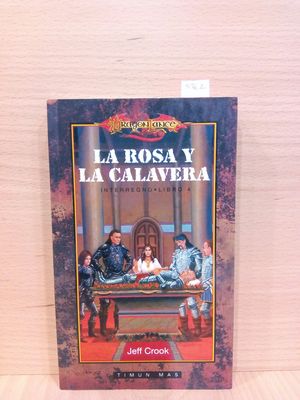 DRAGONLANCE
LA ROSA Y
LA CALAVERA
INTERREGNO • LIBRO 4
Jeff Crook
TIMUN MAS